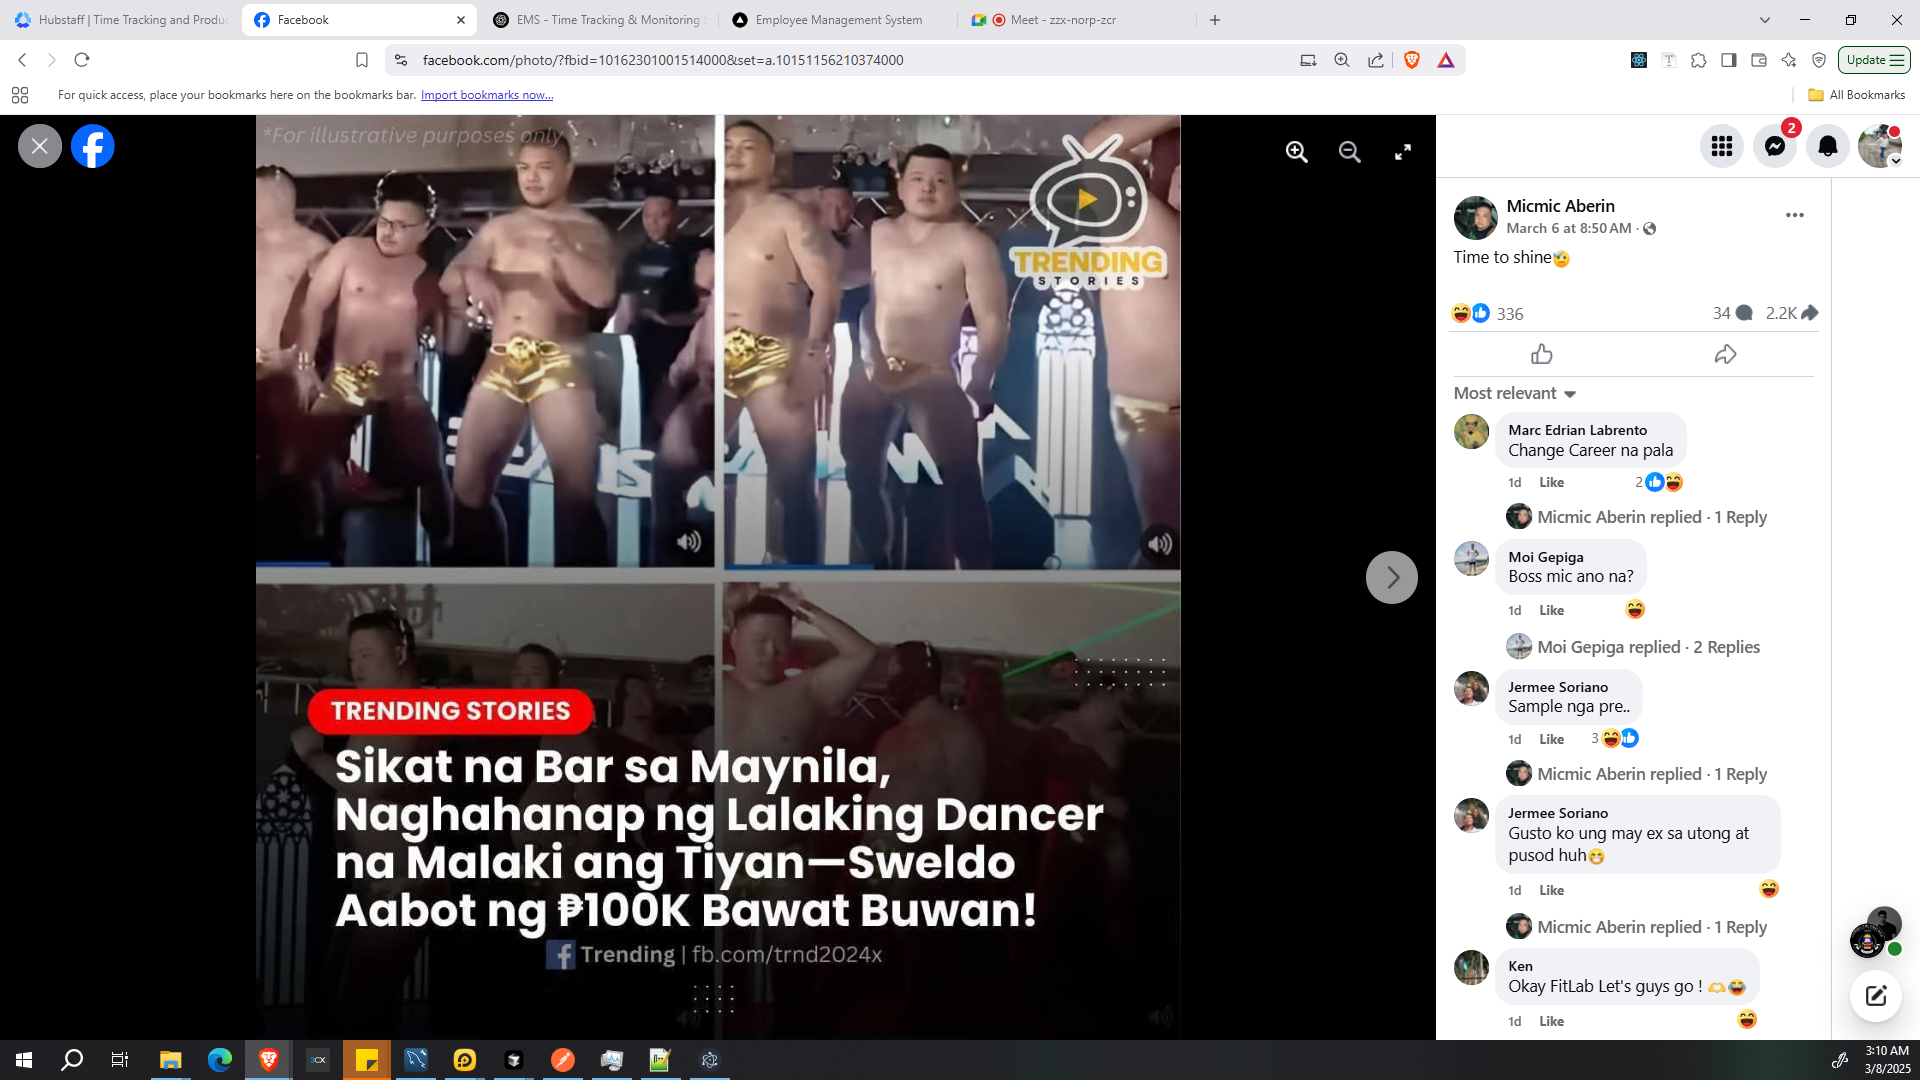 Hubstaff | Time Tracking and Produc
Facebook
EMS - Time Tracking & Monitoring S
Employee Management System
Meet - zzx-norp-zcr
facebook.com/photo/?fbid=10162301001514000&set=a.10151156210374000
Update
For quick access, place your bookmarks here on the bookmarks bar. Import bookmarks now...
All Bookmarks
*For illustrative purposes only
TRENDING
STORIES
TRENDING STORIES
Sikat na Bar sa Maynila,
Naghahanap ng Lalaking Dancer
na Malaki ang Tiyan—Sweldo
Aabot ng ₱100K Bawat Buwan!
Trending | fb.com/trnd2024x
2
Micmic Aberin
March 6 at 8:50 AM ·
Time to shine
336
34
2.2K
Most relevant
Marc Edrian Labrento
Change Career na pala
1d Like 2
Micmic Aberin replied · 1 Reply
Moi Gepiga
Boss mic ano na?
1d Like
Moi Gepiga replied · 2 Replies
Jermee Soriano
Sample nga pre..
1d Like 3
Micmic Aberin replied · 1 Reply
Jermee Soriano
Gusto ko ung may ex sa utong at
pusod huh
1d Like
Micmic Aberin replied · 1 Reply
Ken
Okay FitLab Let's guys go !
1d Like
3CX
3:10 AM
3/8/2025